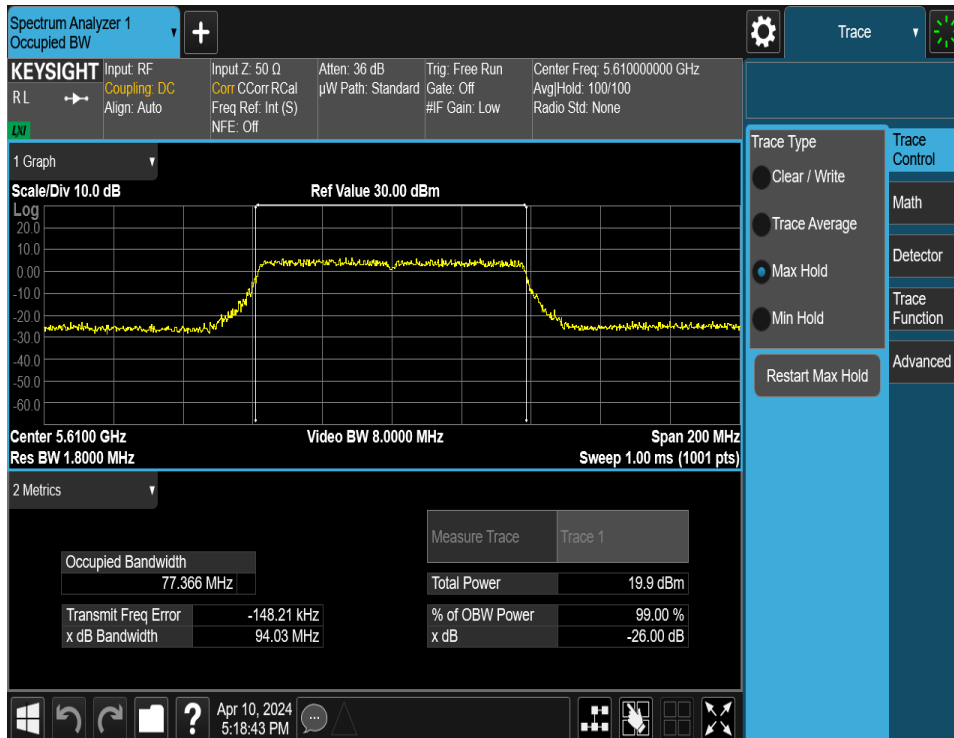 Spectrum Analyzer 1
Occupied BW
+
Trace
KEYSIGHT
R L
LXI
Input: RF
Coupling: DC
Align: Auto
Input Z: 50 Ω
Corr CCorr RCal
Freq Ref: Int (S)
NFE: Off
Atten: 36 dB
µW Path: Standard
Trig: Free Run
Gate: Off
#IF Gain: Low
Center Freq: 5.610000000 GHz
Avg|Hold: 100/100
Radio Std: None
1 Graph
Scale/Div 10.0 dB
Ref Value 30.00 dBm
Log
20.0
10.0
0.00
-10.0
-20.0
-30.0
-40.0
-50.0
-60.0
Center 5.6100 GHz
Video BW 8.0000 MHz
Span 200 MHz
Res BW 1.8000 MHz
Sweep 1.00 ms (1001 pts)
2 Metrics
Measure Trace
Trace 1
Occupied Bandwidth
77.366 MHz
Total Power
19.9 dBm
Transmit Freq Error
-148.21 kHz
% of OBW Power
99.00 %
x dB Bandwidth
94.03 MHz
x dB
-26.00 dB
Trace Type
Clear / Write
Trace Average
Max Hold
Min Hold
Restart Max Hold
Trace
Control
Math
Detector
Trace
Function
Advanced
?
Apr 10, 2024
5:18:43 PM